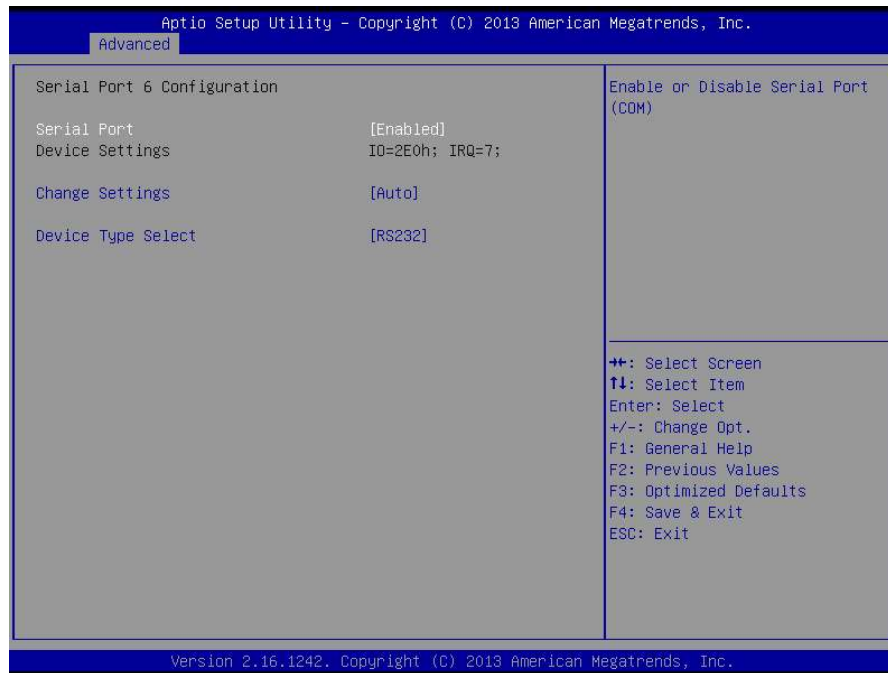 Aptio Setup Utility – Copyright (C) 2013 American Megatrends, Inc.
Advanced
Serial Port 6 Configuration
Serial Port [Enabled]
Device Settings IO=2E0h; IRQ=7;
Change Settings [Auto]
Device Type Select [RS232]
Enable or Disable Serial Port
(COM)
→←: Select Screen
↑↓: Select Item
Enter: Select
+/-: Change Opt.
F1: General Help
F2: Previous Values
F3: Optimized Defaults
F4: Save & Exit
ESC: Exit
Version 2.16.1242. Copyright (C) 2013 American Megatrends, Inc.